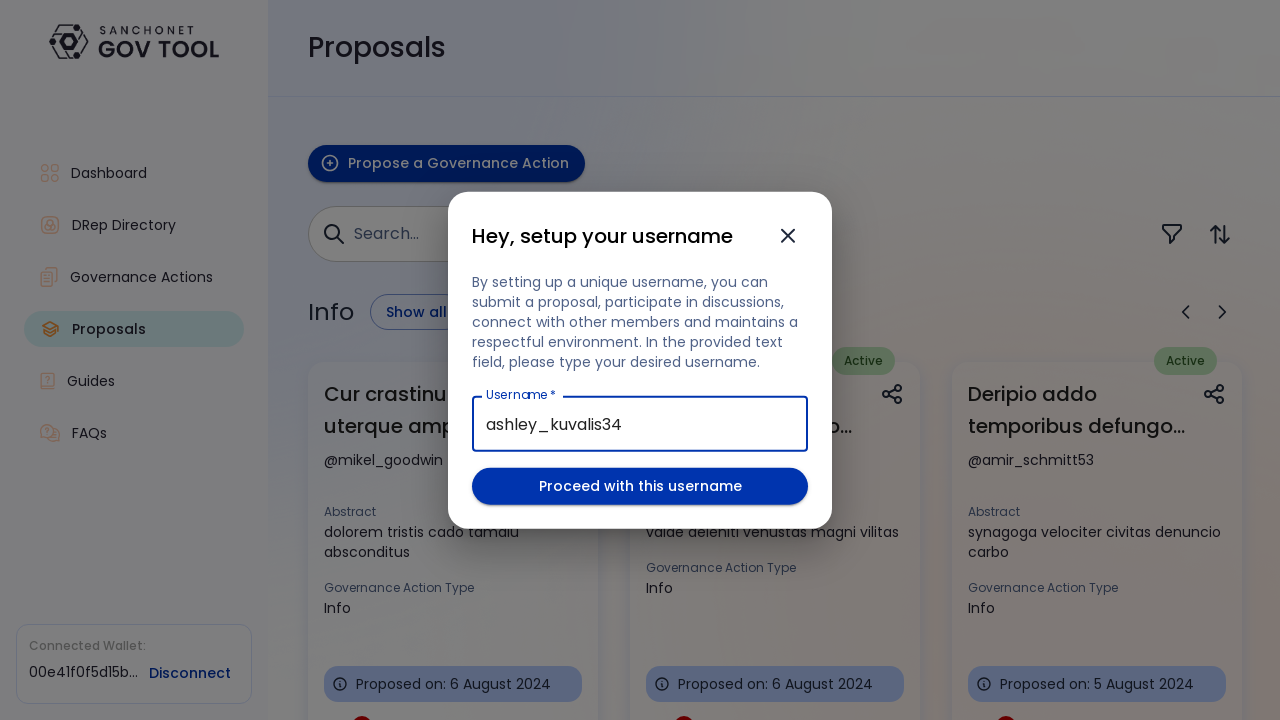 SANCHONET
GOV TOOL
Proposals
Dashboard
DRep Directory
Governance Actions
Proposals
Guides
FAQs
Connected Wallet:
00e41f0f5d15b...
Disconnect
Propose a Governance Action
Search...
Info
Show all
Hey, setup your username
By setting up a unique username, you can
submit a proposal, participate in discussions,
connect with other members and maintains a
respectful environment. In the provided text
field, please type your desired username.
Username *
ashley_kuvalis34
Proceed with this username
Cur crastinu
uterque amp
@mikel_goodwin
Abstract
dolorem tristis cado tamdiu
absconditus
Governance Action Type
Info
Proposed on: 6 August 2024
Active
o...
valde deleniti venustas magni vilitas
Governance Action Type
Info
Proposed on: 6 August 2024
Active
Deripio addo
temporibus defungo...
@amir_schmitt53
Abstract
synagoga velociter civitas denuncio
carbo
Governance Action Type
Info
Proposed on: 5 August 2024